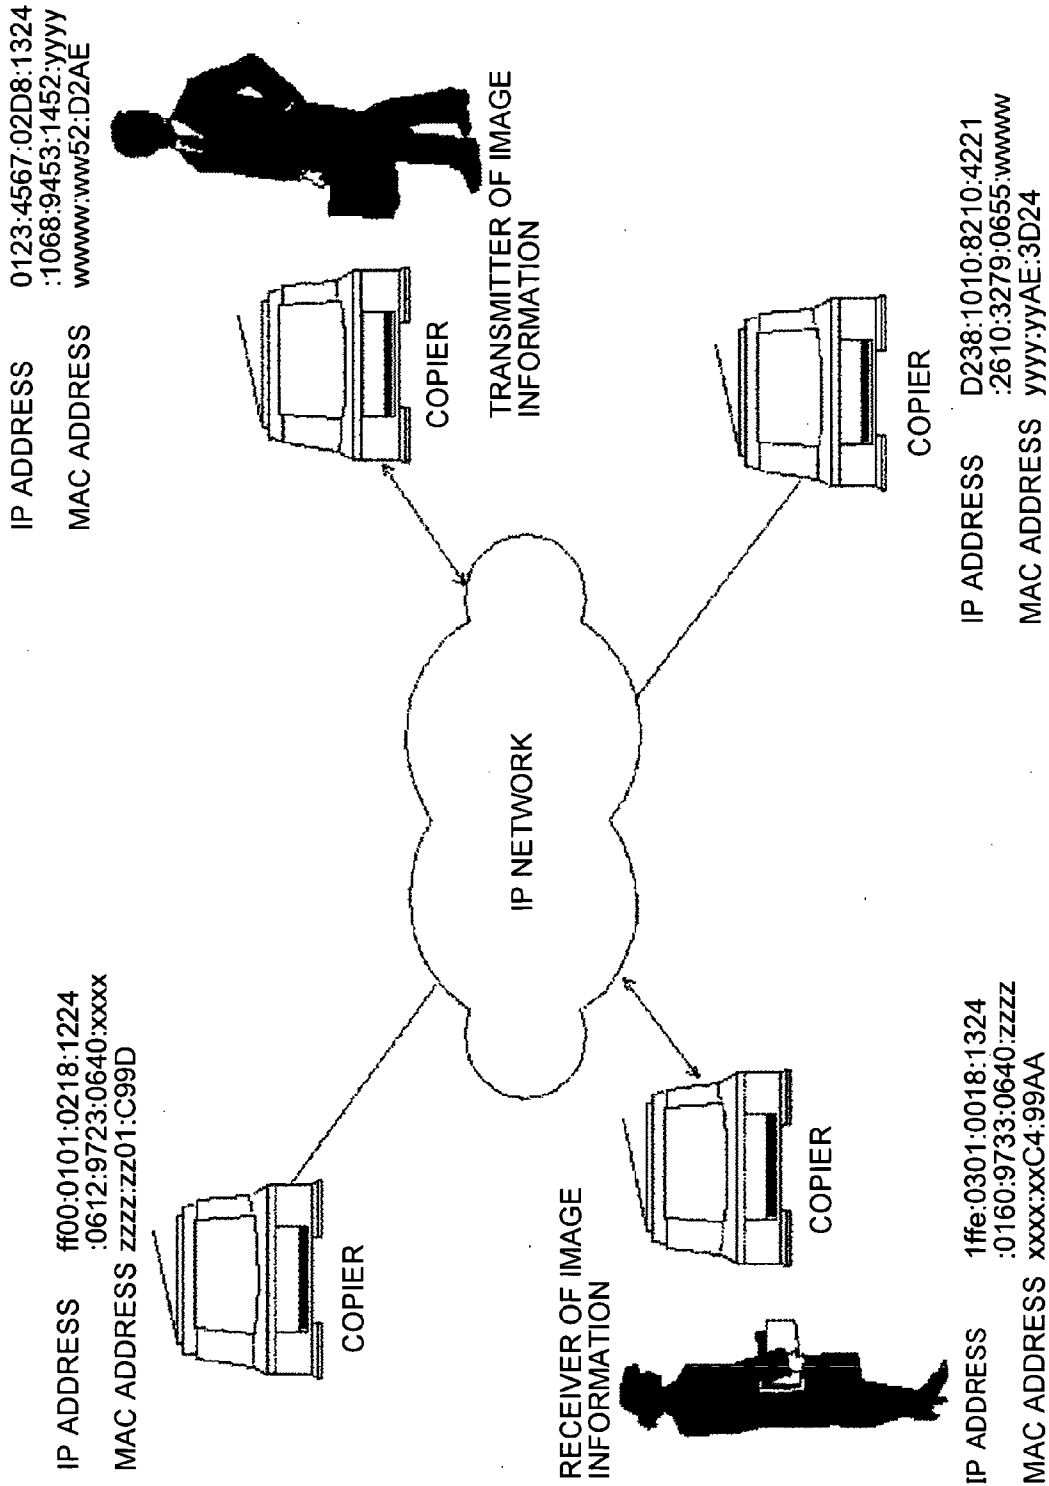 IP ADDRESS ff00:0101:0218:1224
:0612:9723:0640:xxxx
MAC ADDRESS zzzz:zz01:C99D
COPIER
IP ADDRESS 0123:4567:02D8:1324
:1068:9453:1452:yyyy
MAC ADDRESS wwww:ww52:D2AE
COPIER
TRANSMITTER OF IMAGE
INFORMATION
IP NETWORK
RECEIVER OF IMAGE
INFORMATION
COPIER
IP ADDRESS 1ffe:0301:0018:1324
:0160:9733:0640:zzzz
MAC ADDRESS xxxx:xxC4:99AA
COPIER
IP ADDRESS D238:1010:8210:4221
:2610:3279:0655:wwww
MAC ADDRESS yyyy:yyAE:3D24